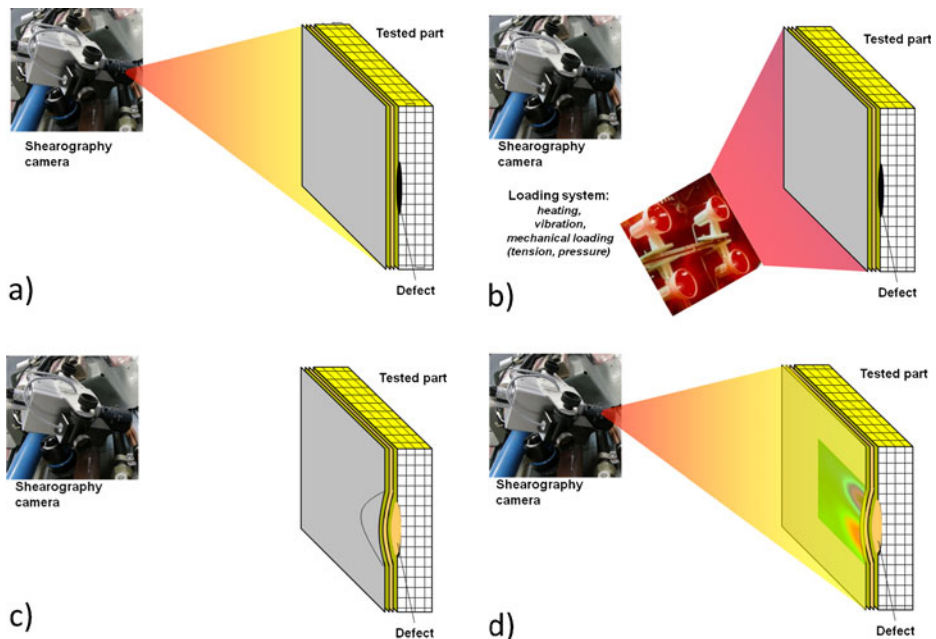 Tested part
Shearography
camera
Defect
a)
Tested part
Shearography
camera
Loading system:
heating,
vibration,
mechanical loading
(tension, pressure)
Defect
b)
Tested part
Shearography
camera
Defect
c)
Tested part
Shearography
camera
Defect
d)